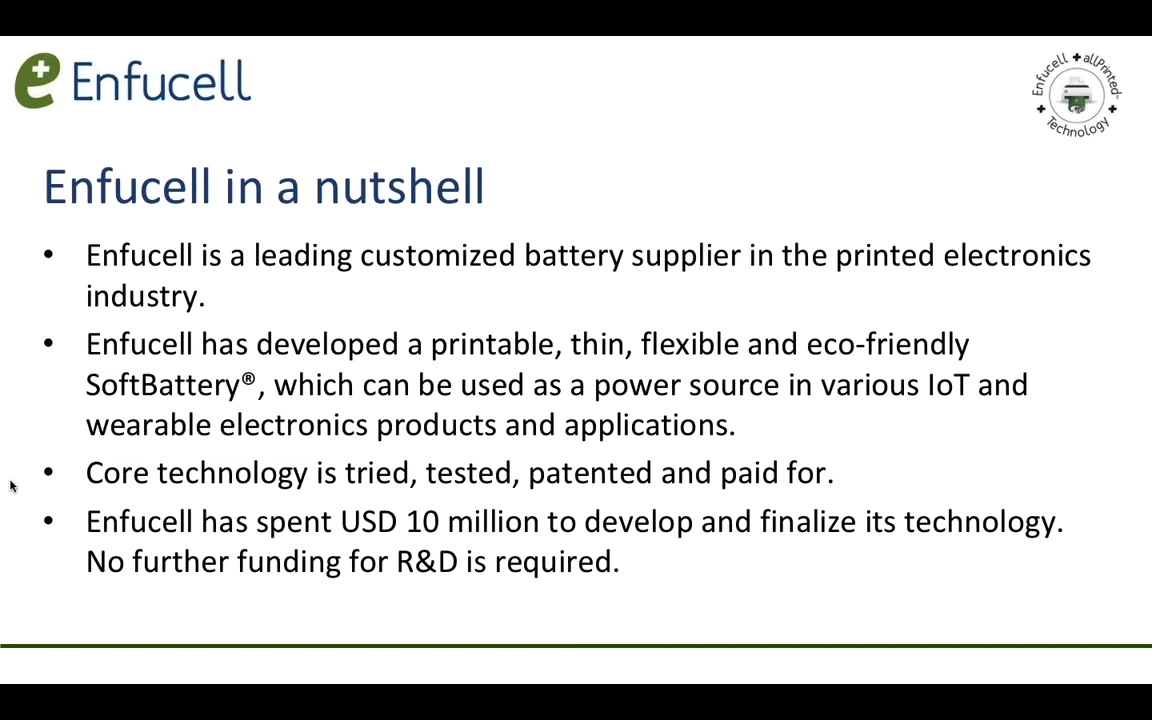 Enfucell
Enfucell + allPrinted™
+ Technology +
Enfucell in a nutshell
• Enfucell is a leading customized battery supplier in the printed electronics
industry.
• Enfucell has developed a printable, thin, flexible and eco-friendly
SoftBattery®, which can be used as a power source in various IoT and
wearable electronics products and applications.
• Core technology is tried, tested, patented and paid for.
• Enfucell has spent USD 10 million to develop and finalize its technology.
No further funding for R&D is required.